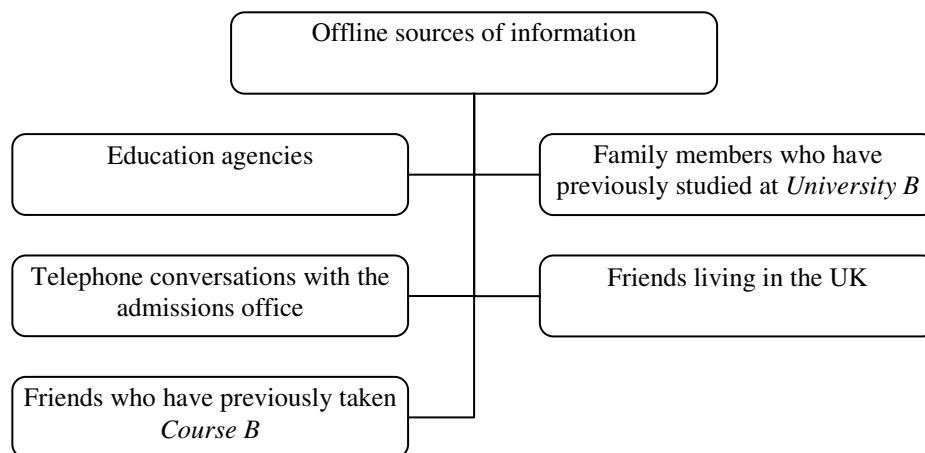 Offline sources of information
Education agencies
Family members who have
previously studied at University B
Telephone conversations with the
admissions office
Friends living in the UK
Friends who have previously taken
Course B